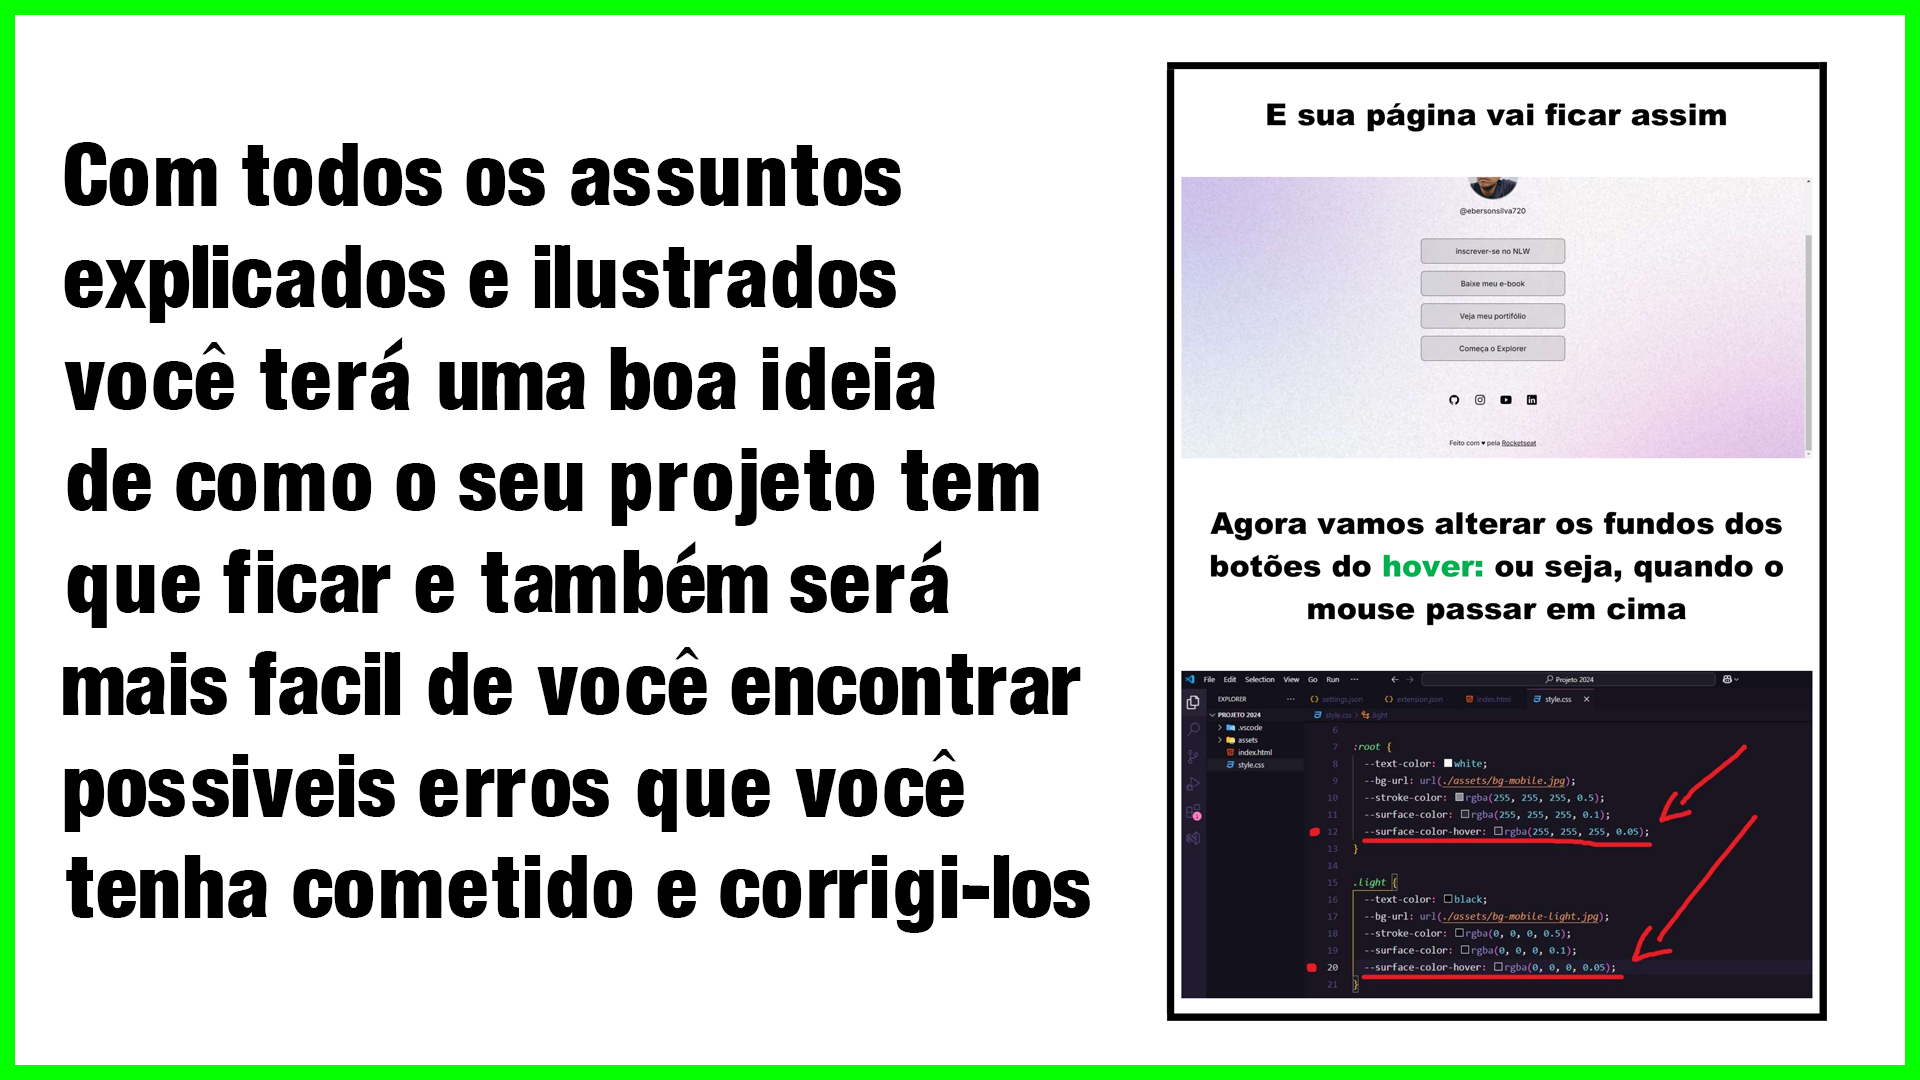 Com todos os assuntos
explicados e ilustrados
você terá uma boa ideia
de como o seu projeto tem
que ficar e também será
mais facil de você encontrar
possiveis erros que você
tenha cometido e corrigi-los
E sua página vai ficar assim
@ebersonsilva720
inscrever-se no NLW
Baixe meu e-book
Veja meu portifólio
Começa o Explorer
Feito com ♥ pela Rocketseat
Agora vamos alterar os fundos dos
botões do hover: ou seja, quando o
mouse passar em cima
File Edit Selection View Go Run ··· ← → Projeto 2024
EXPLORER ··· settings.json extension.json index.html style.css ×
PROJETO 2024 style.css > .light
.vscode
assets
index.html
style.css
6
7 :root {
8 --text-color: white;
9 --bg-url: url(./assets/bg-mobile.jpg);
10 --stroke-color: rgba(255, 255, 255, 0.5);
11 --surface-color: rgba(255, 255, 255, 0.1);
12 --surface-color-hover: rgba(255, 255, 255, 0.05);
13 }
14
15 .light {
16 --text-color: black;
17 --bg-url: url(./assets/bg-mobile-light.jpg);
18 --stroke-color: rgba(0, 0, 0, 0.5);
19 --surface-color: rgba(0, 0, 0, 0.1);
20 --surface-color-hover: rgba(0, 0, 0, 0.05);
21 }